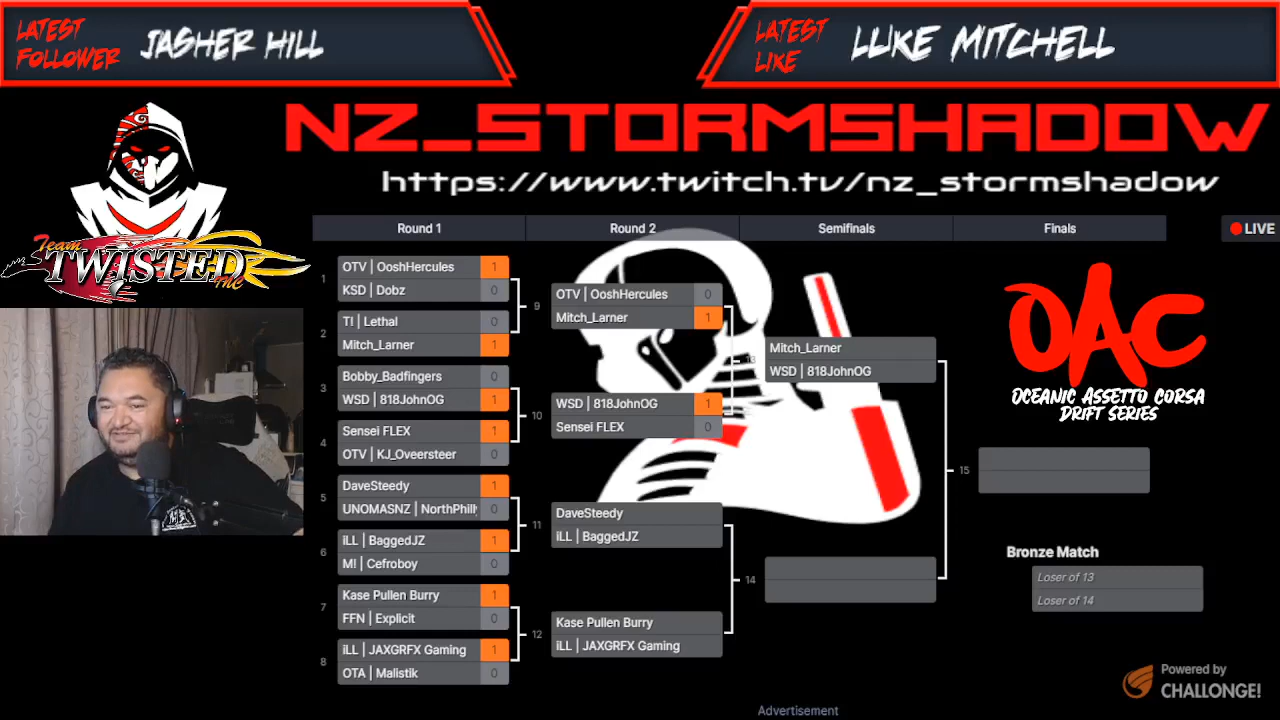 LATEST FOLLOWER
JASHER HILL
LATEST LIKE
LUKE MITCHELL
NZ_STORMSHADOW
https://www.twitch.tv/nz_stormshadow
Team
TWISTED
INC
Round 1
Round 2
Semifinals
Finals
LIVE
1
OTV | OoshHercules 1
KSD | Dobz 0
2
T! | Lethal 0
Mitch_Larner 1
3
Bobby_Badfingers 0
WSD | 818JohnOG 1
4
Sensei FLEX 1
OTV | KJ_Oveersteer 0
5
DaveSteedy 1
UNOMASNZ | NorthPhill 0
6
iLL | BaggedJZ 1
M! | Cefroboy 0
7
Kase Pullen Burry 1
FFN | Explicit 0
8
iLL | JAXGRFX Gaming 1
OTA | Malistik 0
9
OTV | OoshHercules 0
Mitch_Larner 1
10
WSD | 818JohnOG 1
Sensei FLEX 0
11
DaveSteedy
iLL | BaggedJZ
12
Kase Pullen Burry
iLL | JAXGRFX Gaming
13
Mitch_Larner
WSD | 818JohnOG
14
15
OAC
OCEANIC ASSETTO CORSA
DRIFT SERIES
Bronze Match
Loser of 13
Loser of 14
Powered by
CHALLONGE!
Advertisement